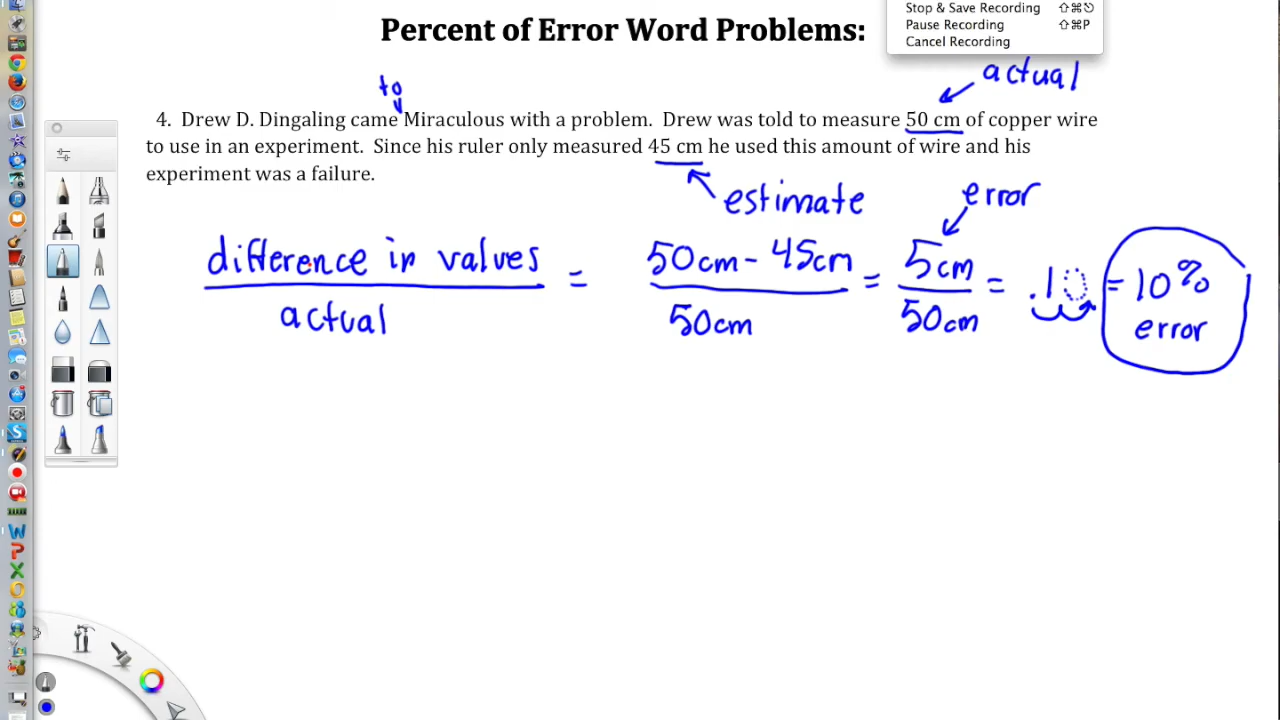 Stop & Save Recording ⇧⌘⎋
Pause Recording ⇧⌘P
Cancel Recording
Percent of Error Word Problems:
actual
to
4. Drew D. Dingaling came Miraculous with a problem. Drew was told to measure 50 cm of copper wire
to use in an experiment. Since his ruler only measured 45 cm he used this amount of wire and his
experiment was a failure.
estimate
error
difference in values / actual = 50cm - 45cm / 50cm = 5cm / 50cm = .10 = 10%
error